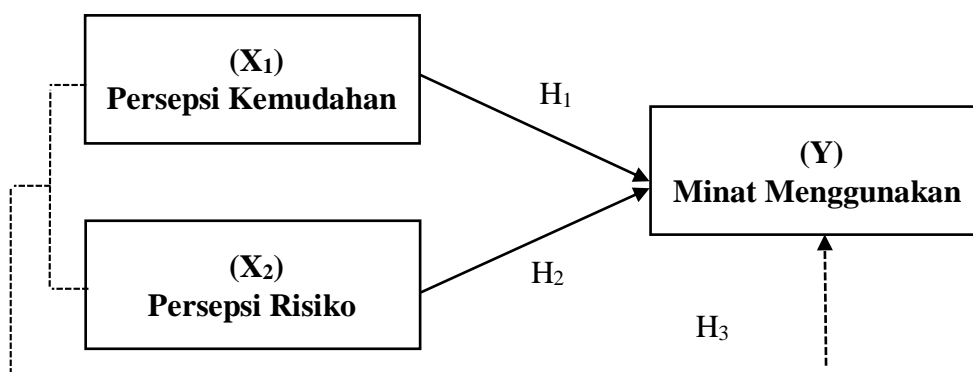 (X₁)
Persepsi Kemudahan
H₁
(Y)
Minat Menggunakan
(X₂)
Persepsi Risiko
H₂
H₃